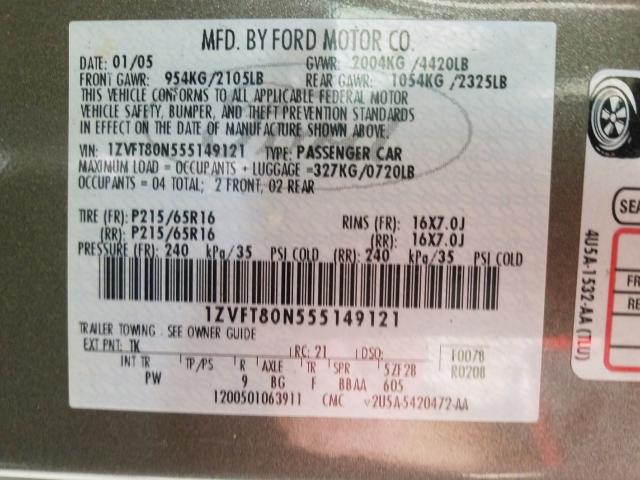 MFD. BY FORD MOTOR CO.
DATE: 01/05 GVWR: 2004KG /4420LB
FRONT GAWR: 954KG/2105LB REAR GAWR: 1054KG /2325LB
THIS VEHICLE CONFORMS TO ALL APPLICABLE FEDERAL MOTOR
VEHICLE SAFETY, BUMPER, AND THEFT PREVENTION STANDARDS
IN EFFECT ON THE DATE OF MANUFACTURE SHOWN ABOVE.
VIN: 1ZVFT80N555149121 TYPE: PASSENGER CAR
MAXIMUM LOAD = OCCUPANTS + LUGGAGE =327KG/0720LB
OCCUPANTS = 04 TOTAL; 2 FRONT, 02 REAR
TIRE (FR): P215/65R16 RIMS (FR): 16X7.0J
(RR): P215/65R16 (RR): 16X7.0J
PRESSURE (FR): 240 kPa/35 PSI COLD (RR): 240 kPa/35 PSI COLD
1ZVFT80N555149121
TRAILER TOWING - SEE OWNER GUIDE
EXT PNT: TK RC: 21 DSO: F0078
INT TR TP/PS R AXLE TR SPR 5ZF2B R0208
PW 9 BG F BBAA 605
1200501063911 CMC v2U5A-5420472-AA
SEA
4U5A-1532-AA (TLU)
FR
RE